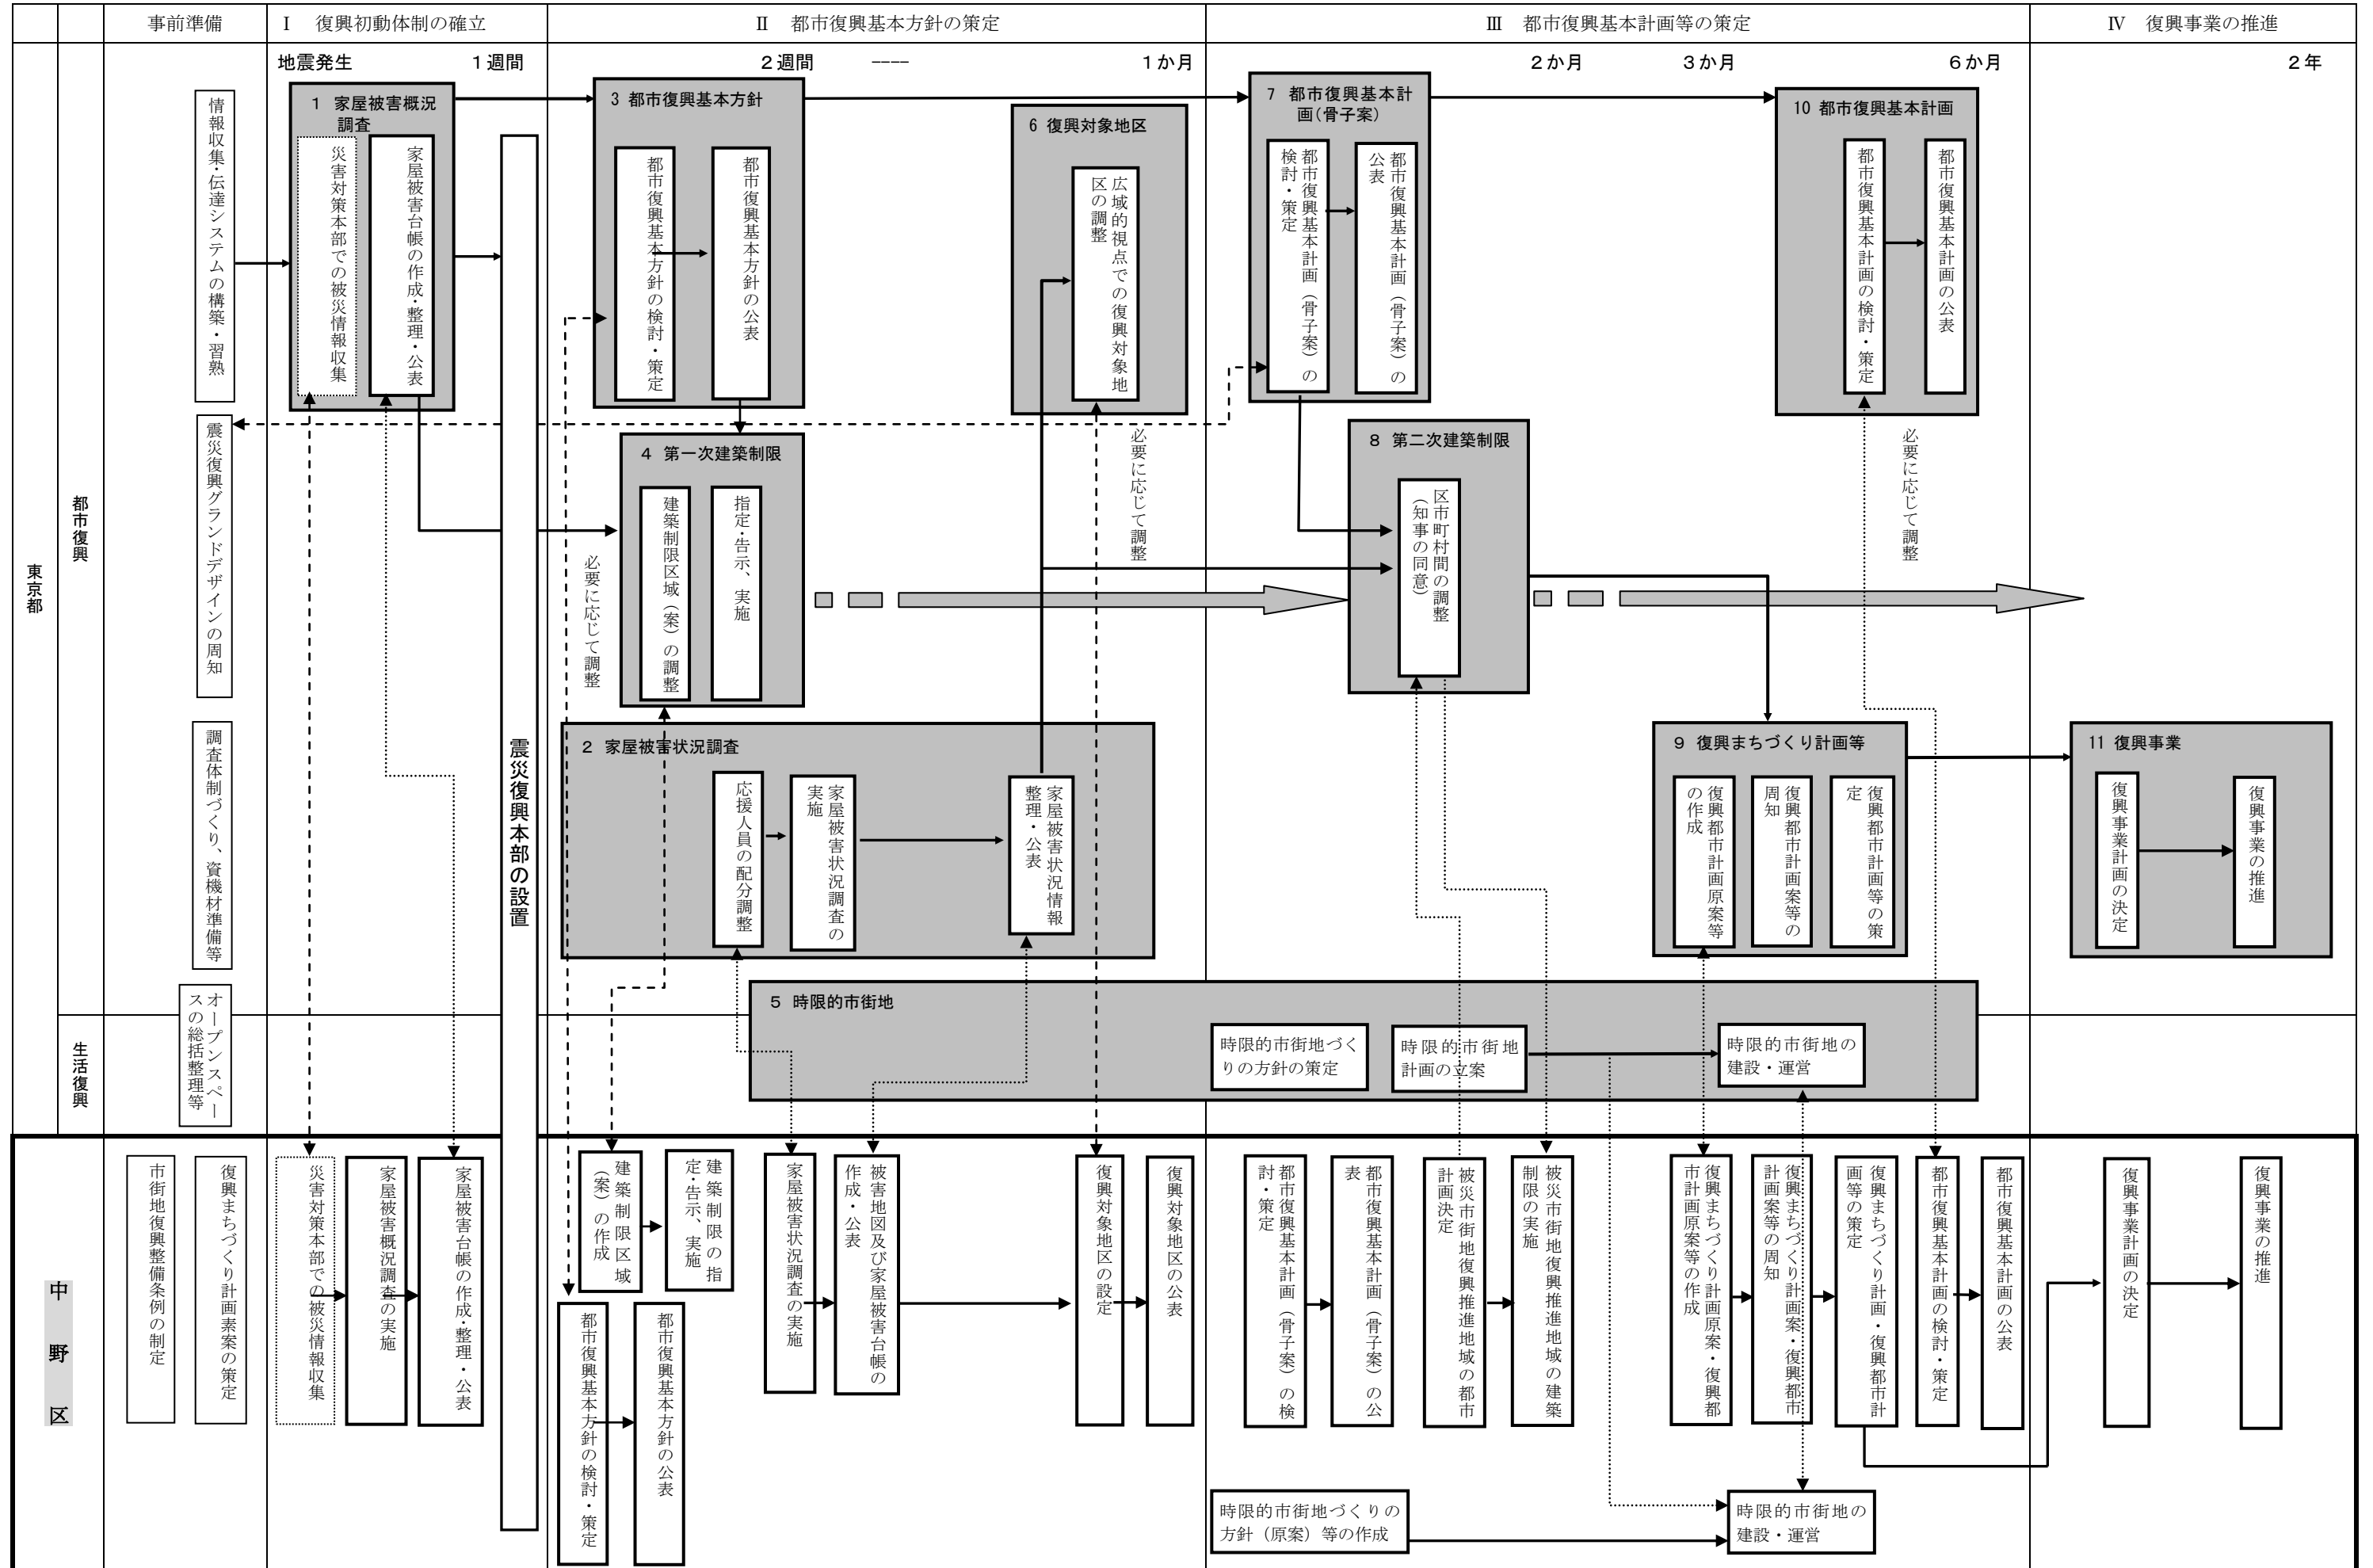 事前準備
Ⅰ 復興初動体制の確立
Ⅱ 都市復興基本方針の策定
Ⅲ 都市復興基本計画等の策定
Ⅳ 復興事業の推進
地震発生
１週間
２週間
----
１か月
２か月
３か月
６か月
２年
東京都
都市復興
生活復興
情報収集・伝達システムの構築・習熟
震災復興グランドデザインの周知
調査体制づくり、資機材準備等
オープンスペー
スの総括整理等
1 家屋被害概況
調査
災害対策本部での被災情報収集
家屋被害台帳の作成・整理・公表
震災復興本部の設置
3 都市復興基本方針
都市復興基本方針の検討・策定
都市復興基本方針の公表
必要に応じて調整
4 第一次建築制限
建築制限区域（案）の調整
指定・告示、実施
2 家屋被害状況調査
応援人員の配分調整
家屋被害状況調査の
実施
家屋被害状況情報
整理・公表
6 復興対象地区
広域的視点での復興対象地
区の調整
必要に応じて調整
5 時限的市街地
時限的市街地づく
りの方針の策定
時限的市街地
計画の立案
時限的市街地の
建設・運営
7 都市復興基本計
画(骨子案)
都市復興基本計画（骨子案）の
検討・策定
都市復興基本計画（骨子案）の
公表
8 第二次建築制限
区市町村間の調整
（知事の同意）
10 都市復興基本計画
都市復興基本計画の検討・策定
都市復興基本計画の公表
必要に応じて調整
9 復興まちづくり計画等
復興都市計画原案等
の作成
復興都市計画案等の
周知
復興都市計画等の策
定
11 復興事業
復興事業計画の決定
復興事業の推進
中野区
市街地復興整備条例の制定
復興まちづくり計画素案の策定
災害対策本部での被災情報収集
家屋被害概況調査の実施
家屋被害台帳の作成・整理・公表
建築制限区域
（案）の作成
建築制限の指
定・告示、実施
都市復興基本方針の検討・策定
都市復興基本方針の公表
家屋被害状況調査の実施
被害地図及び家屋被害台帳の
作成・公表
復興対象地区の設定
復興対象地区の公表
都市復興基本計画（骨子案）の検
討・策定
都市復興基本計画（骨子案）の公
表
被災市街地復興推進地域の都市
計画決定
被災市街地復興推進地域の建築
制限の実施
復興まちづくり計画原案・復興都
市計画原案等の作成
復興まちづくり計画案・復興都市
計画案等の周知
復興まちづくり計画・復興都市計
画等の策定
都市復興基本計画の検討・策定
都市復興基本計画の公表
復興事業計画の決定
復興事業の推進
時限的市街地づくりの
方針（原案）等の作成
時限的市街地の
建設・運営